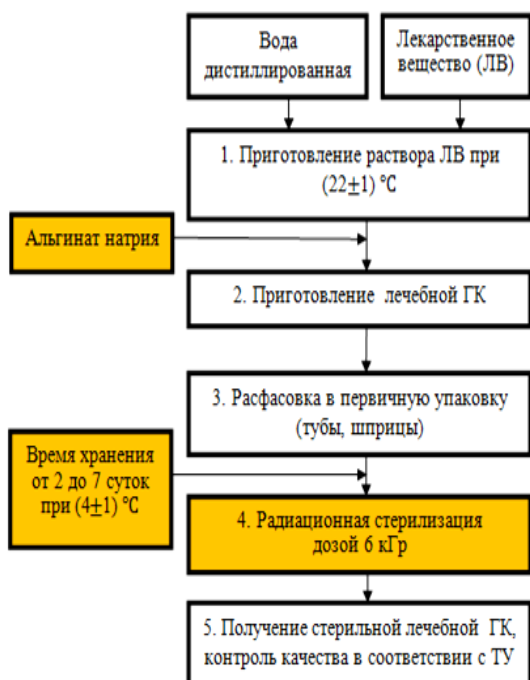 Вода
дистиллированная
Лекарственное
вещество (ЛВ)
1. Приготовление раствора ЛВ при
(22±1) ℃
Альгинат натрия
2. Приготовление лечебной ГК
3. Расфасовка в первичную упаковку
(тубы, шприцы)
Время хранения
от 2 до 7 суток
при (4±1) ℃
4. Радиационная стерилизация
дозой 6 кГр
5. Получение стерильной лечебной ГК,
контроль качества в соответствии с ТУ